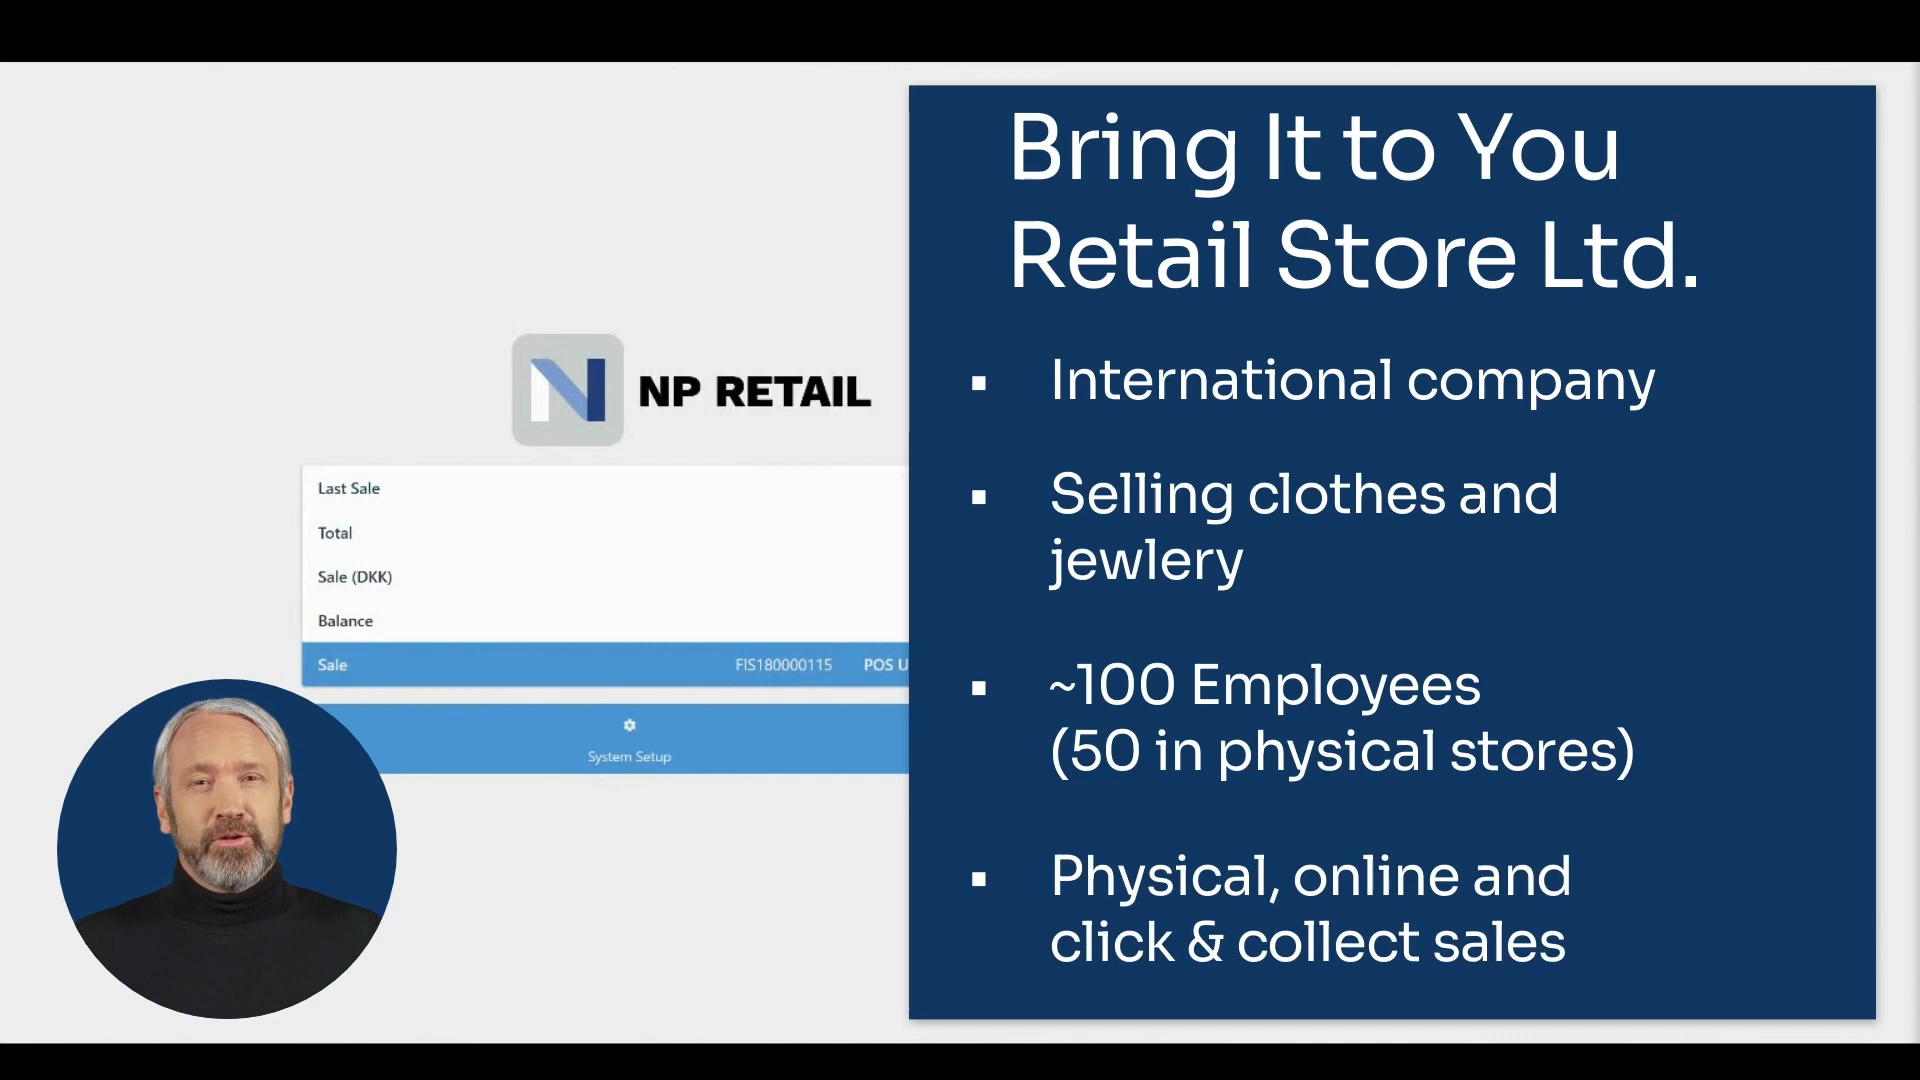 Bring It to You
Retail Store Ltd.
▪ International company
▪ Selling clothes and
jewlery
▪ ~100 Employees
(50 in physical stores)
▪ Physical, online and
click & collect sales
NP RETAIL
Last Sale
Total
Sale (DKK)
Balance
Sale FIS180000115 POS U
System Setup